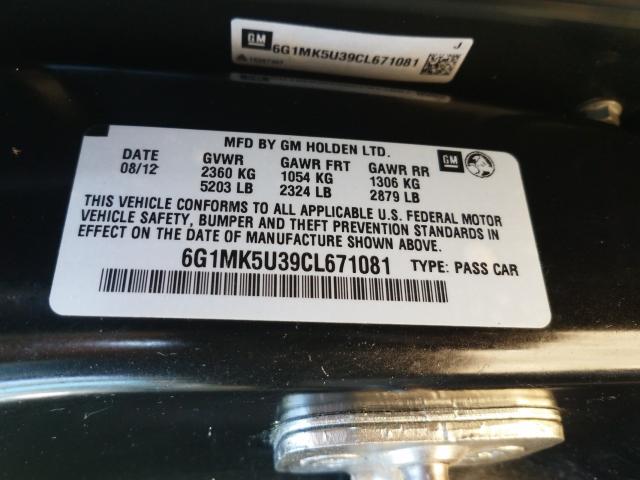 GM
6G1MK5U39CL671081
J
MFD BY GM HOLDEN LTD.
DATE GVWR GAWR FRT GAWR RR
08/12 2360 KG 1054 KG 1306 KG
5203 LB 2324 LB 2879 LB
GM
THIS VEHICLE CONFORMS TO ALL APPLICABLE U.S. FEDERAL MOTOR
VEHICLE SAFETY, BUMPER AND THEFT PREVENTION STANDARDS IN
EFFECT ON THE DATE OF MANUFACTURE SHOWN ABOVE.
6G1MK5U39CL671081 TYPE: PASS CAR